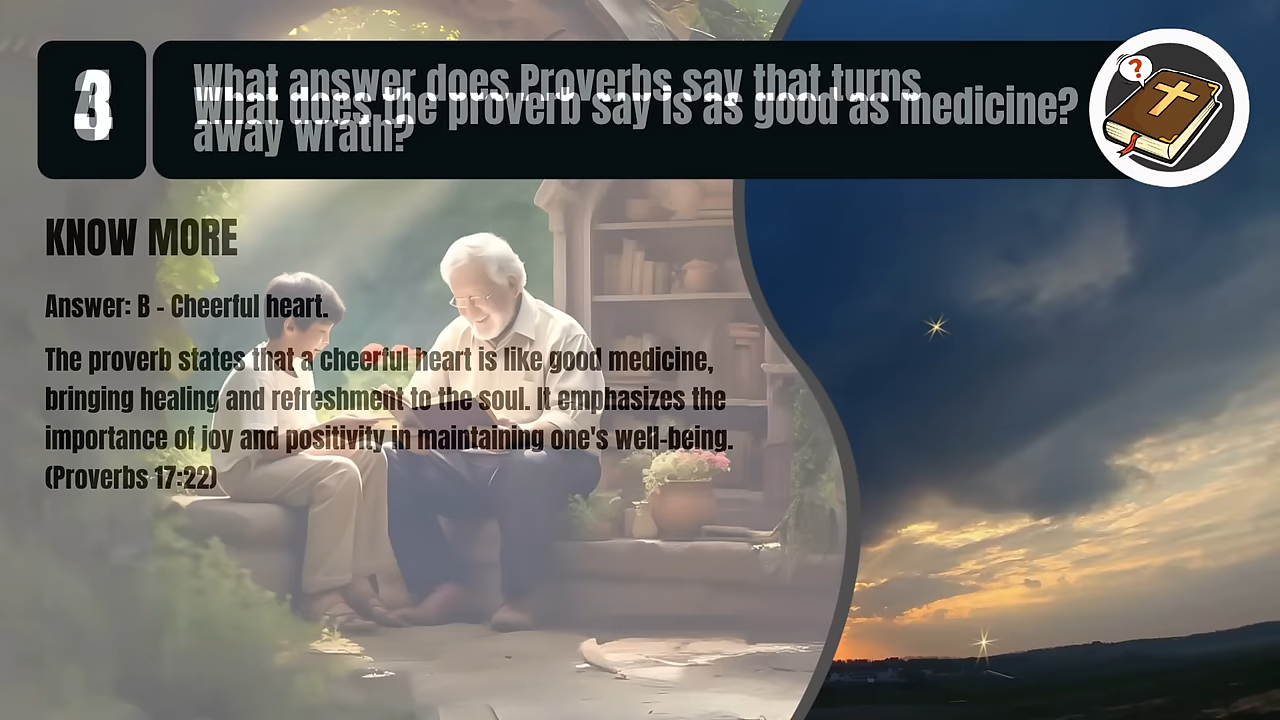 What answer does Proverbs say that turns
What does the proverb say is as good as medicine?
away wrath?
?
KNOW MORE
Answer: B - Cheerful heart.
The proverb states that a cheerful heart is like good medicine,
bringing healing and refreshment to the soul. It emphasizes the
importance of joy and positivity in maintaining one's well-being.
(Proverbs 17:22)